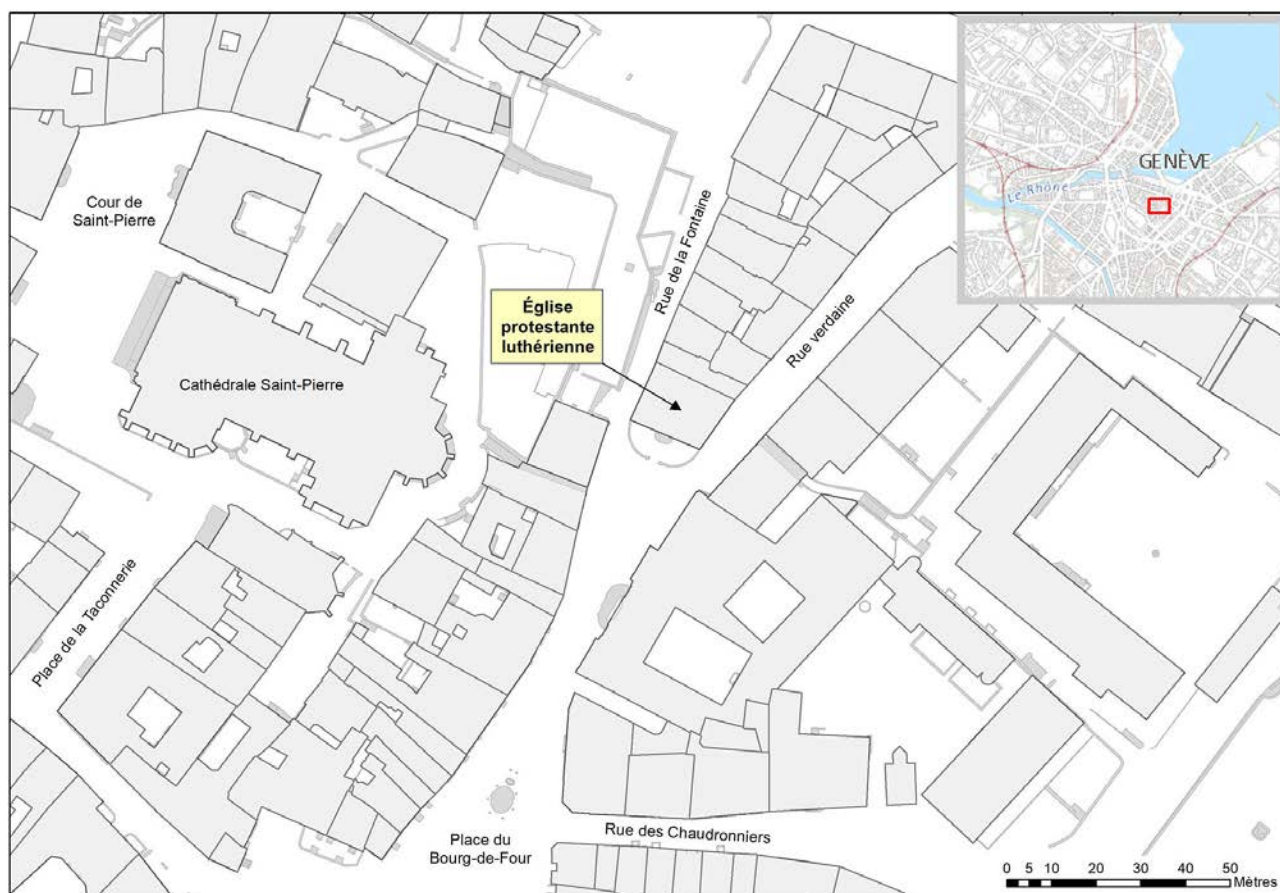 GENÈVE
Le Rhône
Cour de
Saint-Pierre
Rue de la Fontaine
Église
protestante
luthérienne
Rue verdaine
Cathédrale Saint-Pierre
Place de la Taconnerie
Place du
Bourg-de-Four
Rue des Chaudronniers
0 5 10 20 30 40 50
Mètres